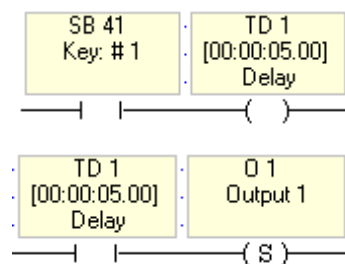 SB 41
Key: # 1
TD 1
[00:00:05.00]
Delay
TD 1
[00:00:05.00]
Delay
O 1
Output 1
S